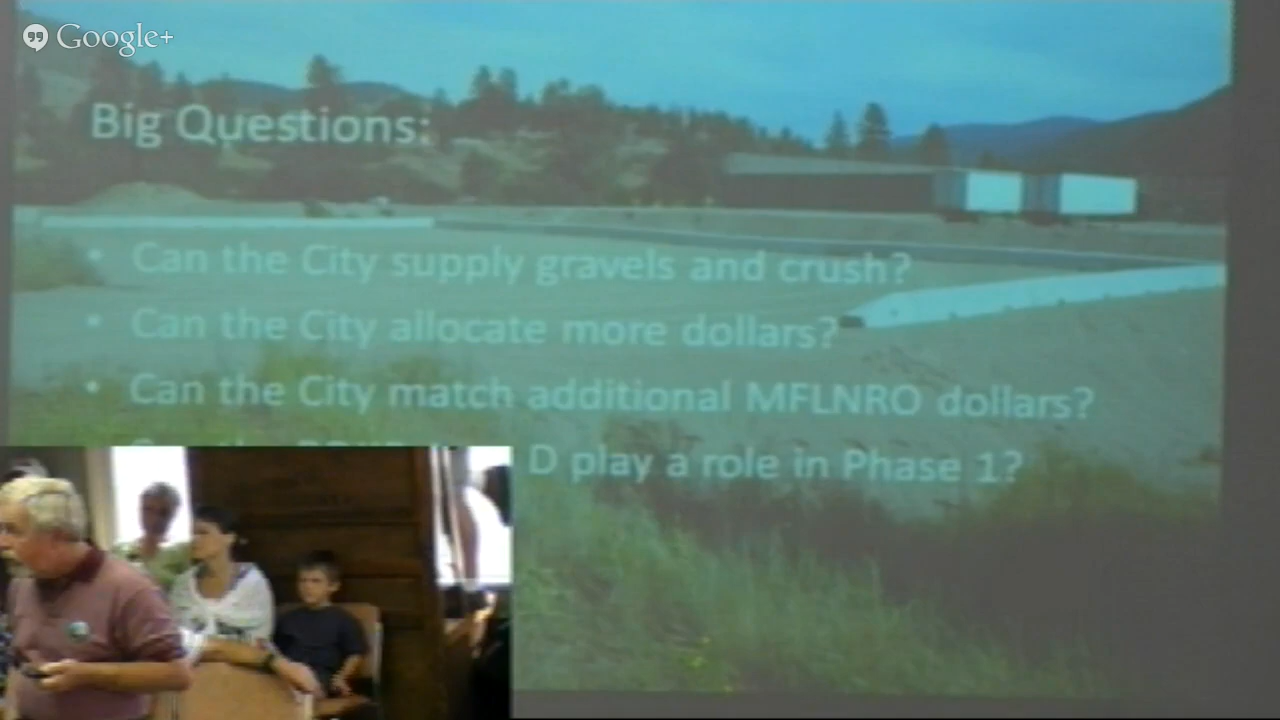 Google+
Big Questions:
• Can the City supply gravels and crush?
• Can the City allocate more dollars?
• Can the City match additional MFLNRO dollars?
D play a role in Phase 1?